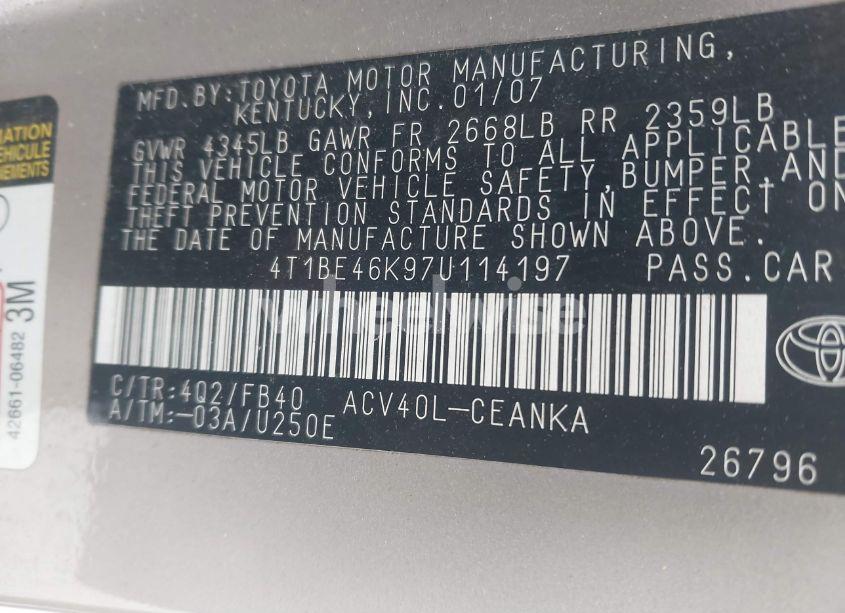 MFD.BY:TOYOTA MOTOR MANUFACTURING,
KENTUCKY, INC.01/07
GVWR 4345LB GAWR FR 2668LB RR 2359LB
THIS VEHICLE CONFORMS TO ALL APPLICABLE
FEDERAL MOTOR VEHICLE SAFETY,BUMPER,AND
THEFT PREVENTION STANDARDS IN EFFECT ON
THE DATE OF MANUFACTURE SHOWN ABOVE.
4T1BE46K97U114197 PASS.CAR
wheelwise
C/TR:4Q2/FB40 ACV40L-CEANKA
A/TM:-03A/U250E
26796
42661-06482 3M
VEHICULE